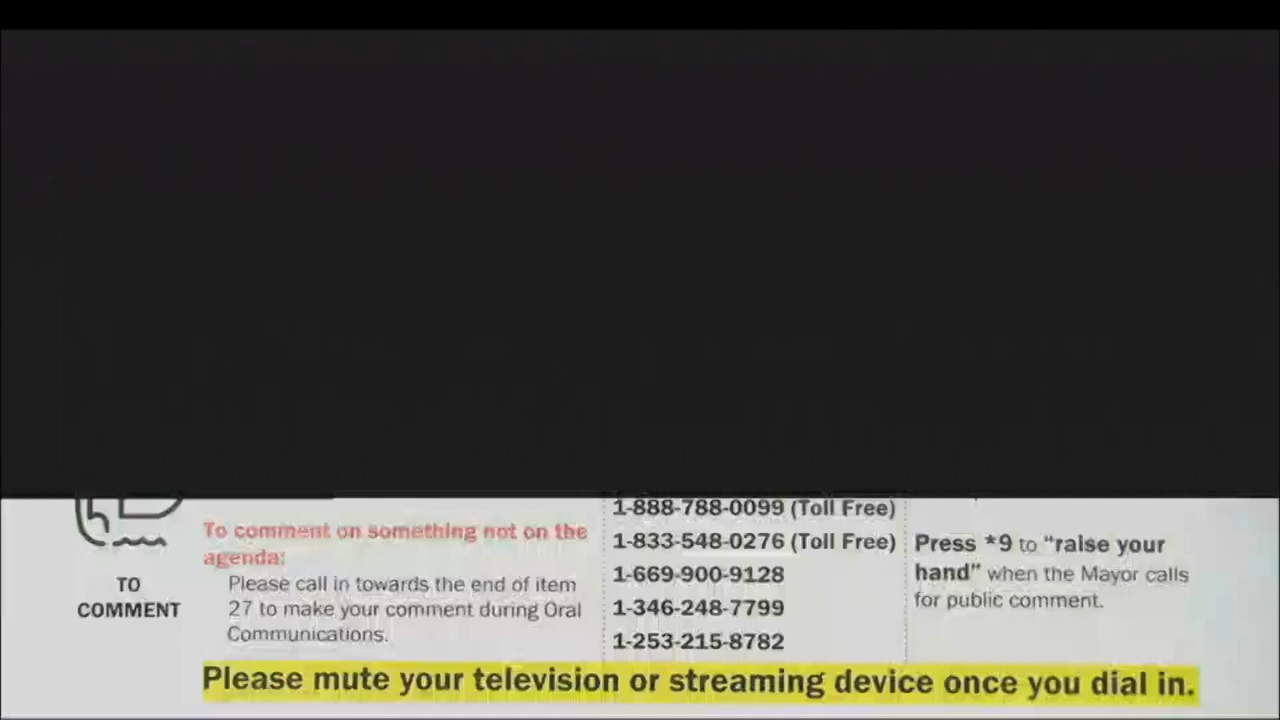 To comment on something not on the
agenda:
Please call in towards the end of item
27 to make your comment during Oral
Communications.
TO
COMMENT
1-888-788-0099 (Toll Free)
1-833-548-0276 (Toll Free)
1-669-900-9128
1-346-248-7799
1-253-215-8782
Press *9 to “raise your
hand” when the Mayor calls
for public comment.
Please mute your television or streaming device once you dial in.